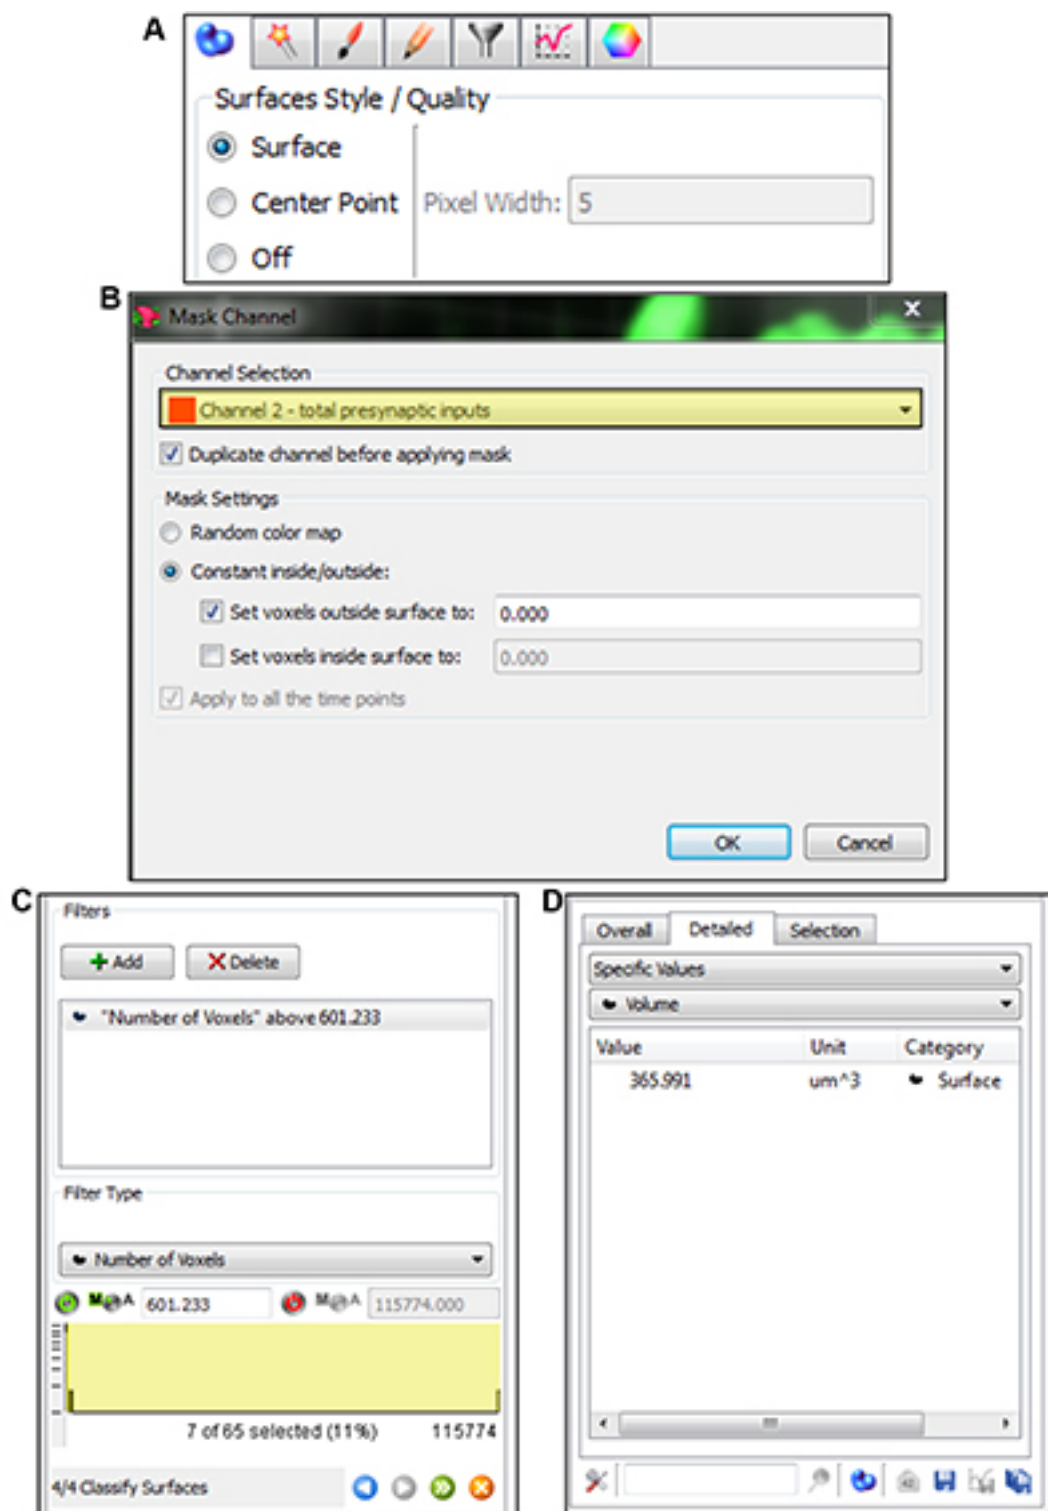 A
Surfaces Style / Quality
Surface
Center Point
Pixel Width: 5
Off
B
Mask Channel
Channel Selection
Channel 2 - total presynaptic inputs
Duplicate channel before applying mask
Mask Settings
Random color map
Constant inside/outside:
Set voxels outside surface to: 0.000
Set voxels inside surface to: 0.000
Apply to all the time points
OK Cancel
C
Filters
Add Delete
"Number of Voxels" above 601.233
Filter Type
Number of Voxels
M A 601.233 M A 115774.000
7 of 65 selected (11%) 115774
4/4 Classify Surfaces
D
Overall Detailed Selection
Specific Values
Volume
Value Unit Category
365.991 um^3 Surface